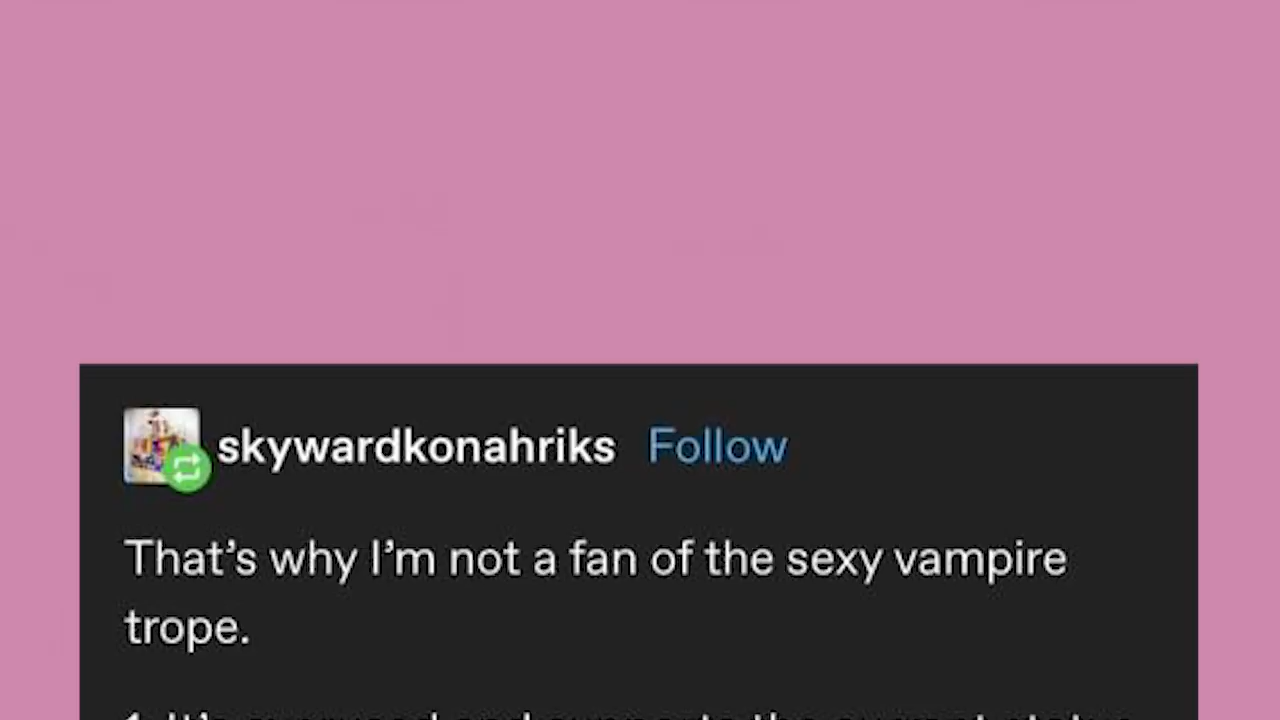 skywardkonahriks Follow
That's why I'm not a fan of the sexy vampire
trope.